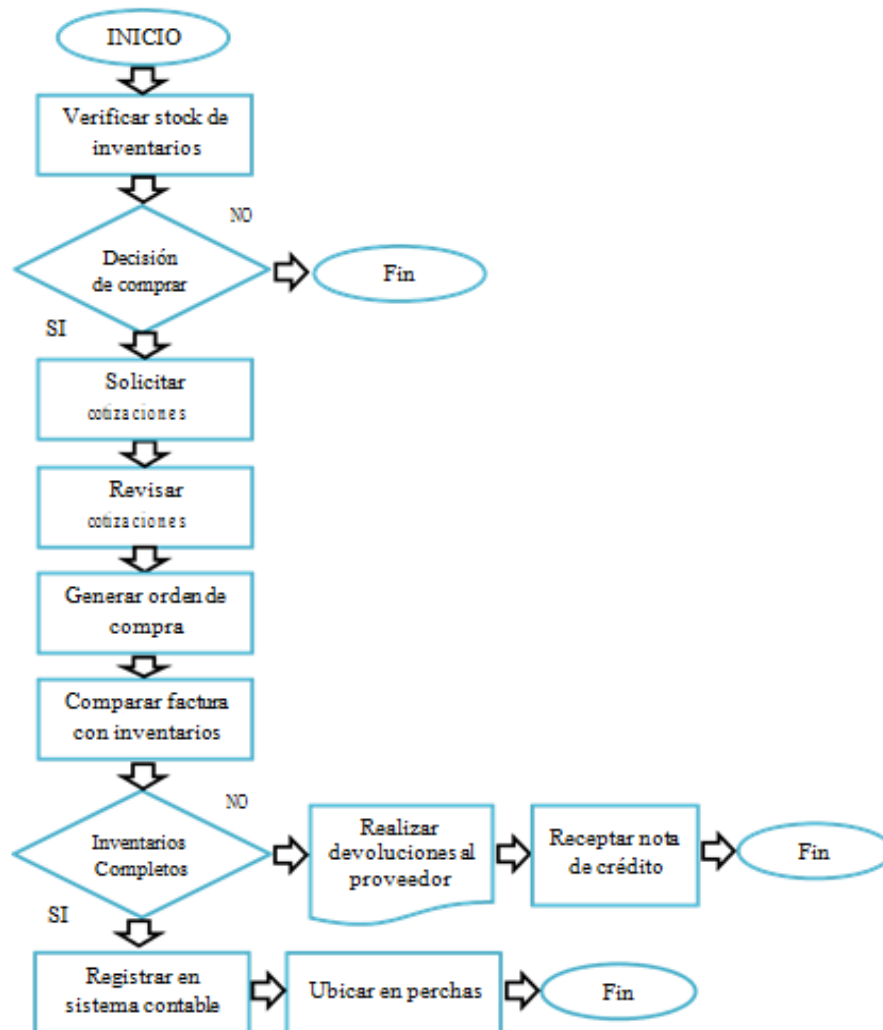 INICIO
Verificar stock de
inventarios
NO
Decisión
de comprar
Fin
SI
Solicitar
cotizaciones
Revisar
cotizaciones
Generar orden de
compra
Comparar factura
con inventarios
NO
Inventarios
Completos
Realizar
devoluciones al
proveedor
Receptar nota
de crédito
Fin
SI
Registrar en
sistema contable
Ubicar en perchas
Fin